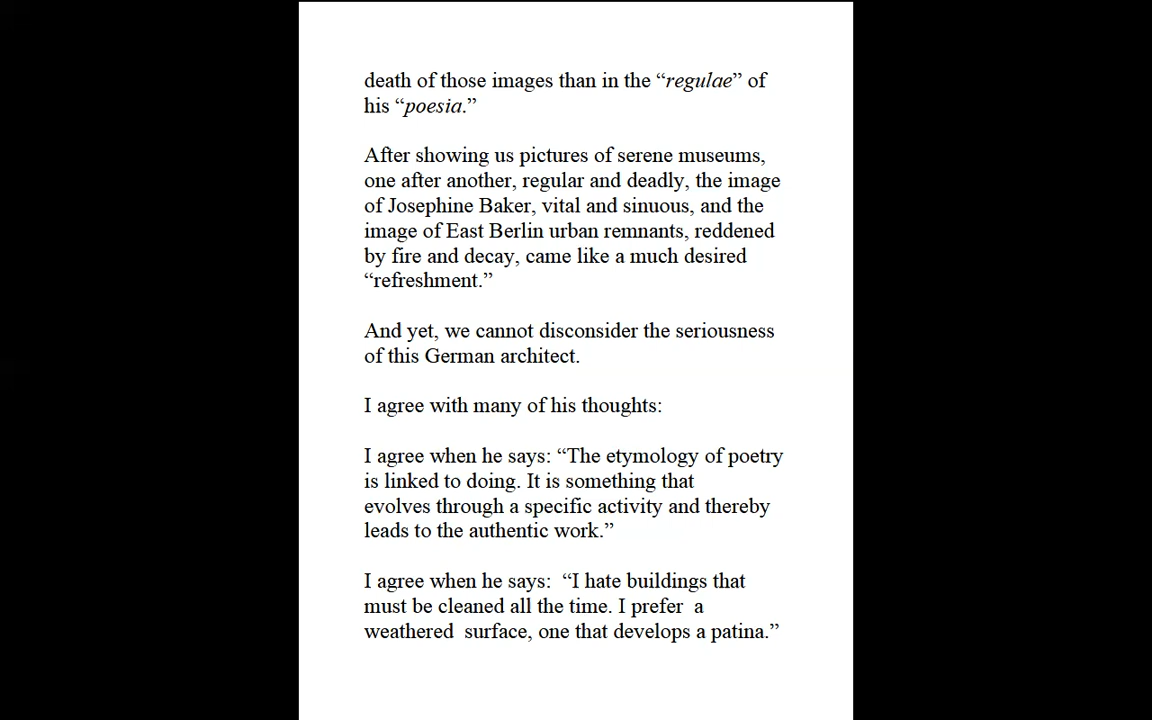 death of those images than in the “regulae” of
his “poesia.”
After showing us pictures of serene museums,
one after another, regular and deadly, the image
of Josephine Baker, vital and sinuous, and the
image of East Berlin urban remnants, reddened
by fire and decay, came like a much desired
“refreshment.”
And yet, we cannot disconsider the seriousness
of this German architect.
I agree with many of his thoughts:
I agree when he says: “The etymology of poetry
is linked to doing. It is something that
evolves through a specific activity and thereby
leads to the authentic work.”
I agree when he says:  “I hate buildings that
must be cleaned all the time. I prefer  a
weathered  surface, one that develops a patina.”